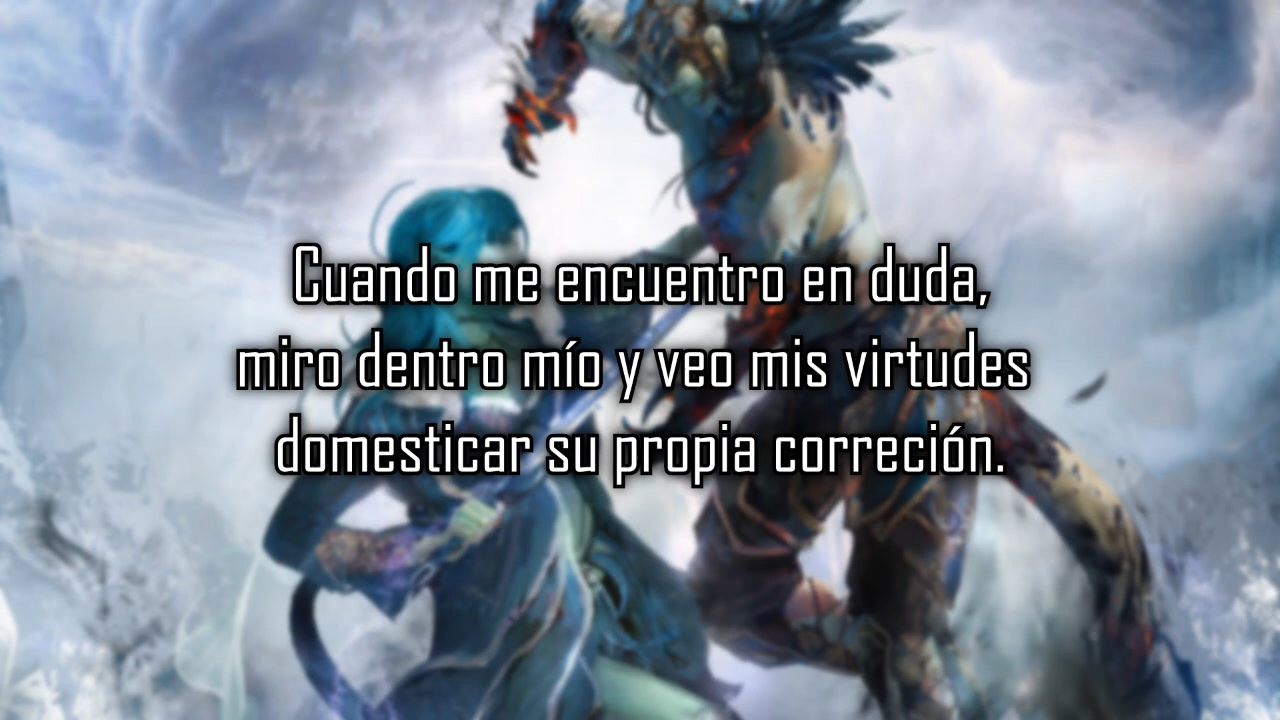 Cuando me encuentro en duda,
miro dentro mío y veo mis virtudes
domesticar su propia correción.